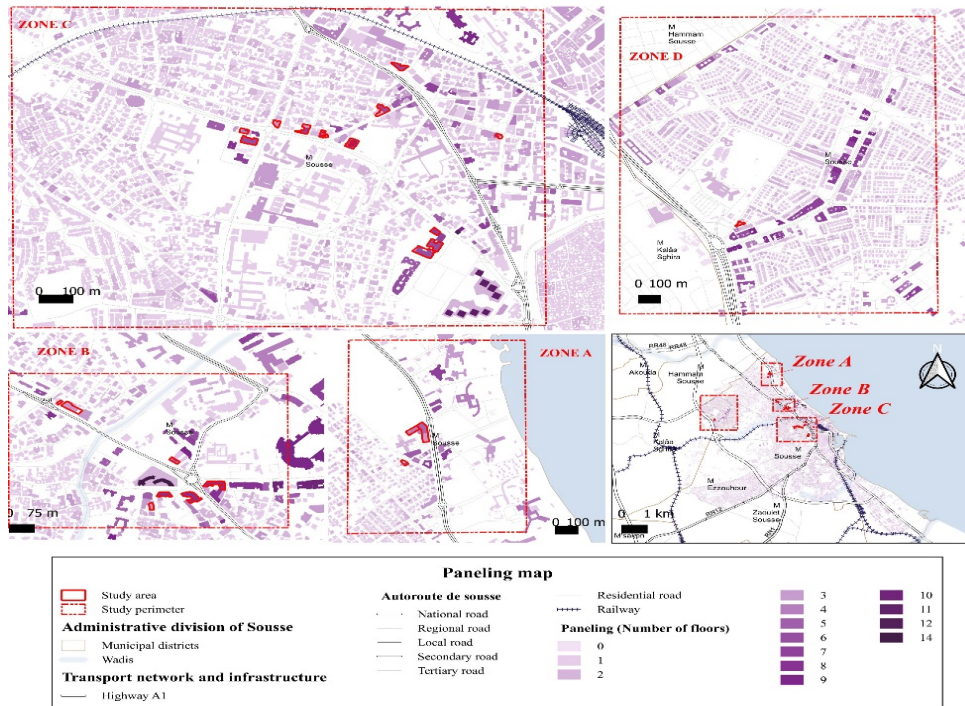 ZONE C
M
Sousse
0 100 m
M
Hammam
Sousse
ZONE D
M
Sousse
M
Kalâa
Sghira
0 100 m
ZONE B
M
Sousse
75 m
ZONE A
M
Sousse
0 100 m
RR48
RR48
M
Akouda
M
Hammam
Sousse
Zone A
Zone B
Zone C
N
M
Kalâa
Sghira
M
Sousse
M
Ezzouhour
RR12
M
Zaouiet
Sousse
RN1
0 1 km
Paneling map
Study area
Study perimeter
Administrative division of Sousse
Municipal districts
Wadis
Transport network and infrastructure
Highway A1
Autoroute de sousse
National road
Regional road
Local road
Secondary road
Tertiary road
Residential road
Railway
Paneling (Number of floors)
0
1
2
3
4
5
6
7
8
9
10
11
12
14